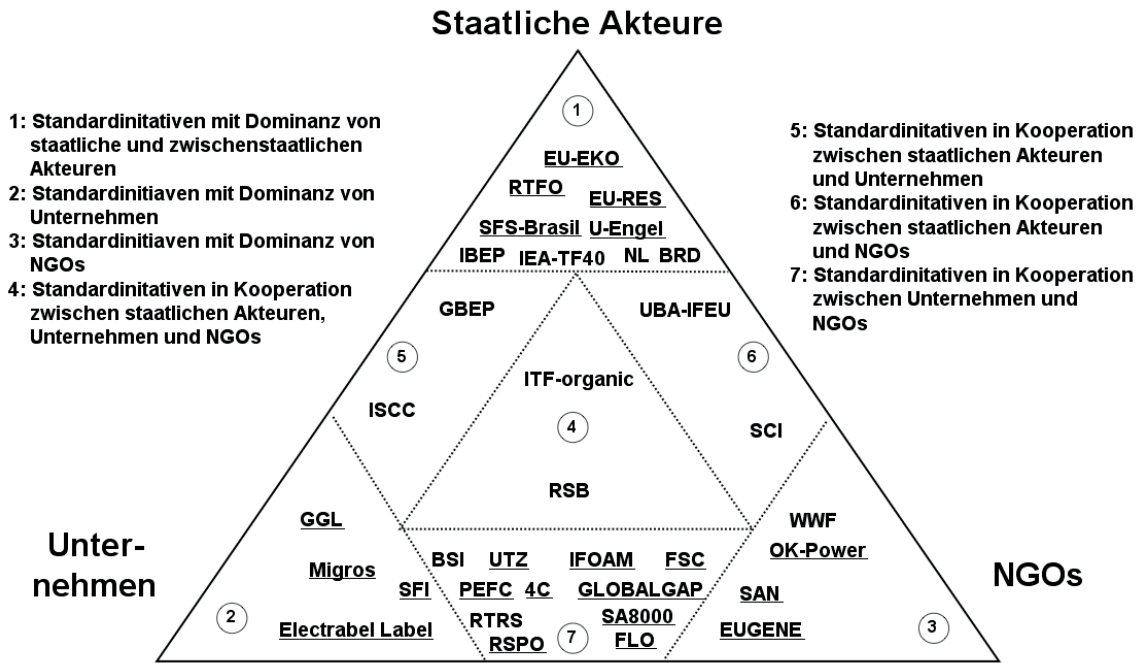 Staatliche Akteure
1: Standardinitativen mit Dominanz von
staatliche und zwischenstaatlichen
Akteuren
2: Standardinitiaven mit Dominanz von
Unternehmen
3: Standardinitiaven mit Dominanz von
NGOs
4: Standardinitativen in Kooperation
zwischen staatlichen Akteuren,
Unternehmen und NGOs
5: Standardinitativen in Kooperation
zwischen staatlichen Akteuren
und Unternehmen
6: Standardinitativen in Kooperation
zwischen staatlichen Akteuren
und NGOs
7: Standardinitativen in Kooperation
zwischen Unternehmen und
NGOs
1
EU-EKO
RTFO
EU-RES
SFS-Brasil U-Engel
IBEP IEA-TF40 NL BRD
GBEP
UBA-IFEU
5
6
ITF-organic
ISCC
4
SCI
RSB
Unter-
nehmen
GGL
Migros
SFI
2
Electrabel Label
BSI UTZ IFOAM FSC
PEFC 4C GLOBALGAP
RTRS SA8000
RSPO 7 FLO
WWF
OK-Power
SAN
EUGENE
3
NGOs